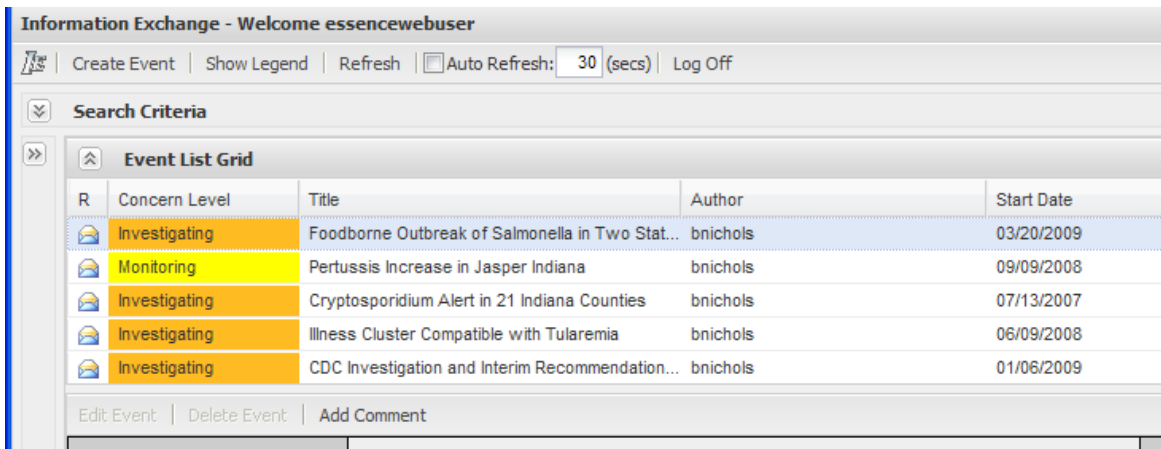 Information Exchange - Welcome essencewebuser
Create Event Show Legend Refresh Auto Refresh: 30 (secs) Log Off
Search Criteria
Event List Grid
R Concern Level Title Author Start Date
Investigating Foodborne Outbreak of Salmonella in Two Stat... bnichols 03/20/2009
Monitoring Pertussis Increase in Jasper Indiana bnichols 09/09/2008
Investigating Cryptosporidium Alert in 21 Indiana Counties bnichols 07/13/2007
Investigating Illness Cluster Compatible with Tularemia bnichols 06/09/2008
Investigating CDC Investigation and Interim Recommendation... bnichols 01/06/2009
Edit Event Delete Event Add Comment